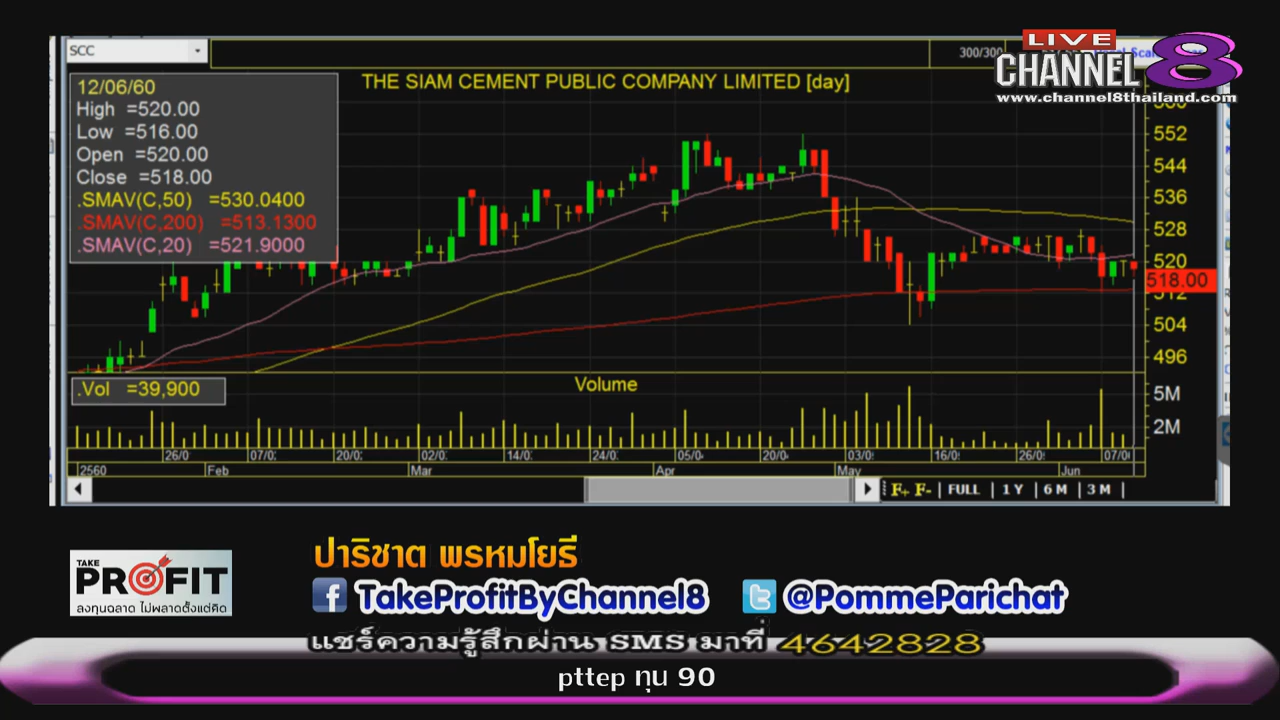 SCC
300/300
LIVE
CHANNEL 8
www.channel8thailand.com
THE SIAM CEMENT PUBLIC COMPANY LIMITED [day]
12/06/60
High =520.00
Low =516.00
Open =520.00
Close =518.00
.SMAV(C,50) =530.0400
.SMAV(C,200) =513.1300
.SMAV(C,20) =521.9000
552
544
536
528
520
518.00
512
504
496
.Vol =39,900
Volume
5M
2M
26/0 07/0 20/0 02/0 14/0 24/0 05/0 20/0 03/0 16/0 26/0 07/0
2560 Feb Mar Apr May Jun
F+ F- | FULL | 1 Y | 6 M | 3 M |
TAKE
PROFIT
ลงทุนฉลาด ไม่พลาดตั้งแต่คิด
ปาริชาต พรหมโยธี
TakeProfitByChannel8
@PommeParichat
แชร์ความรู้สึกผ่าน SMS มาที่ 4642828
pttep ทุน 90